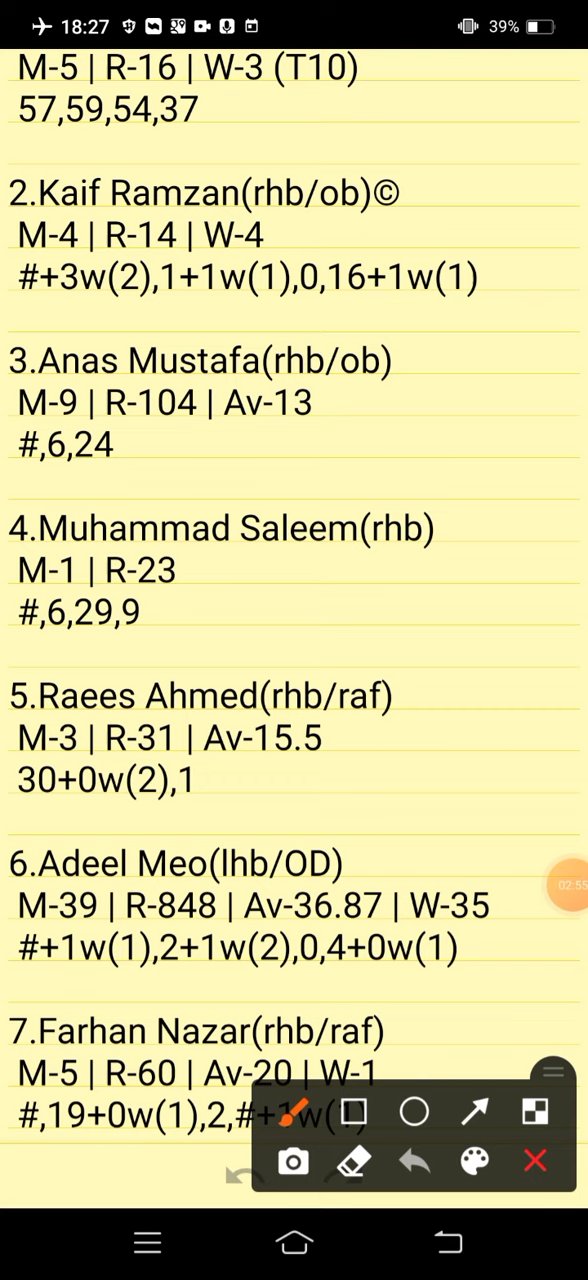 18:27
39%
M-5 | R-16 | W-3 (T10)
57,59,54,37
2.Kaif Ramzan(rhb/ob)©
M-4 | R-14 | W-4
#+3w(2),1+1w(1),0,16+1w(1)
3.Anas Mustafa(rhb/ob)
M-9 | R-104 | Av-13
#,6,24
4.Muhammad Saleem(rhb)
M-1 | R-23
#,6,29,9
5.Raees Ahmed(rhb/raf)
M-3 | R-31 | Av-15.5
30+0w(2),1
6.Adeel Meo(lhb/OD)
M-39 | R-848 | Av-36.87 | W-35
02:55
#+1w(1),2+1w(2),0,4+0w(1)
7.Farhan Nazar(rhb/raf)
M-5 | R-60 | Av-20 | W-1
#,19+0w(1),2,#+1w(1)